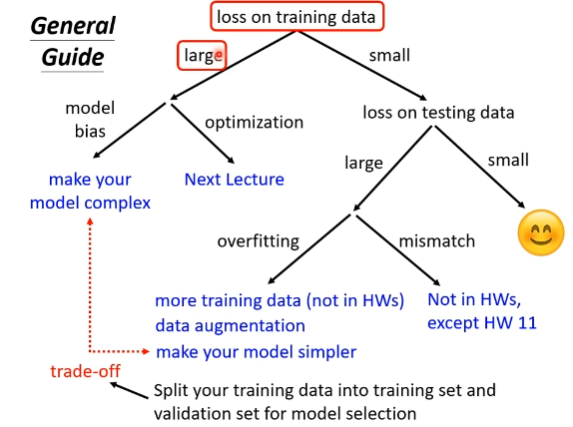 General
Guide
loss on training data
large
small
model
bias
optimization
loss on testing data
make your
model complex
Next Lecture
large
small
overfitting
mismatch
more training data (not in HWs)
data augmentation
make your model simpler
Not in HWs,
except HW 11
trade-off
Split your training data into training set and
validation set for model selection